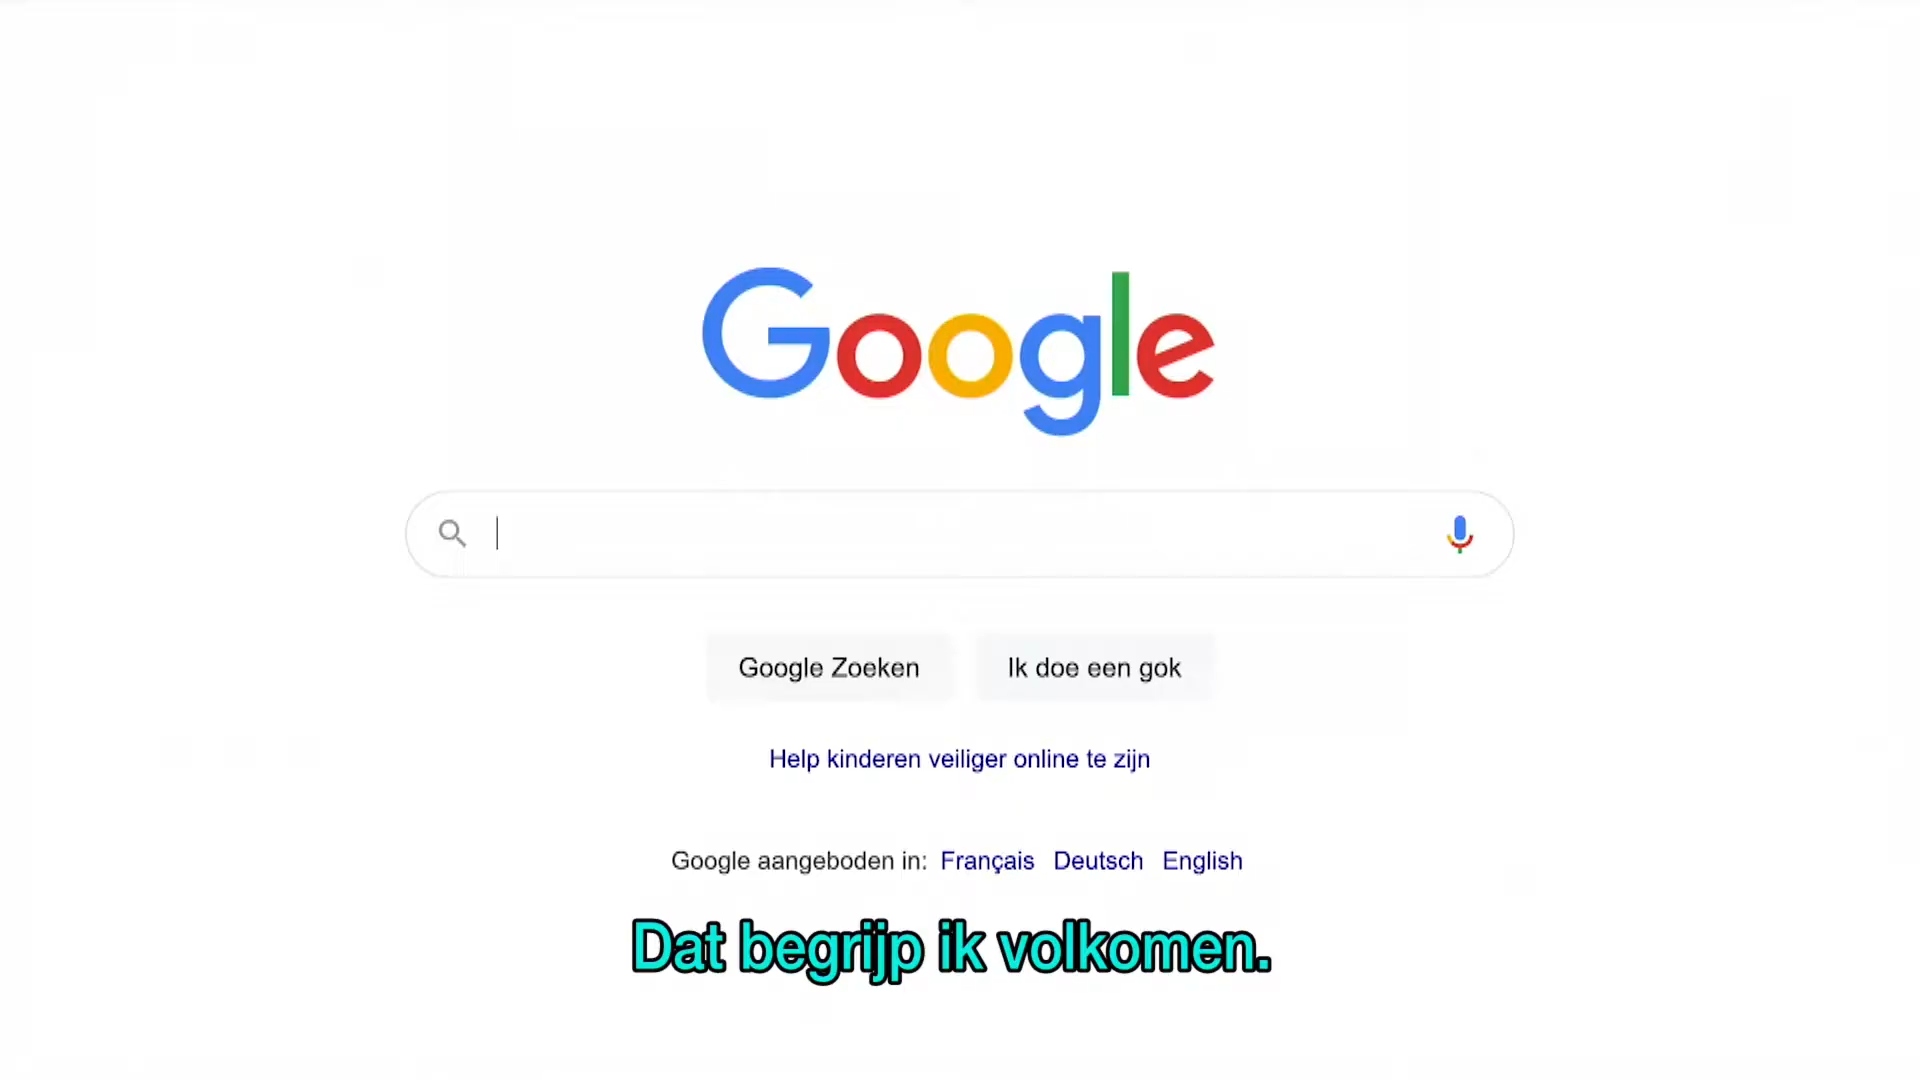 Google
Google Zoeken
Ik doe een gok
Help kinderen veiliger online te zijn
Google aangeboden in: Français Deutsch English
Dat begrijp ik volkomen.